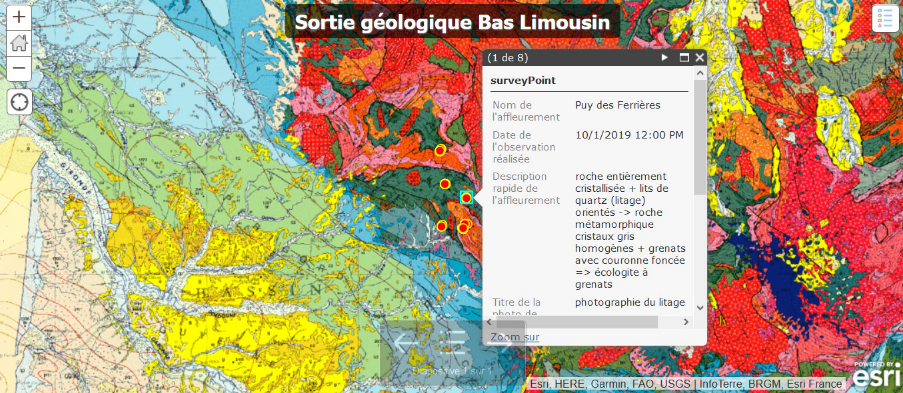 Sortie géologique Bas Limousin
(1 de 8)
surveyPoint
Nom de l'affleurement
Puy des Ferrières
Date de l'observation réalisée
10/1/2019 12:00 PM
Description rapide de l'affleurement
roche entièrement
cristallisée + lits de
quartz (litage)
orientés -> roche
métamorphique
cristaux gris
homogènes + grenats
avec couronne foncée
=> écologite à
grenats
Titre de la photo de
photographie du litage
Zoom sur
GIRONDE
BASSIN
Diapositive 1 sur 1
Esri, HERE, Garmin, FAO, USGS | InfoTerre, BRGM, Esri France
POWERED BY
esri